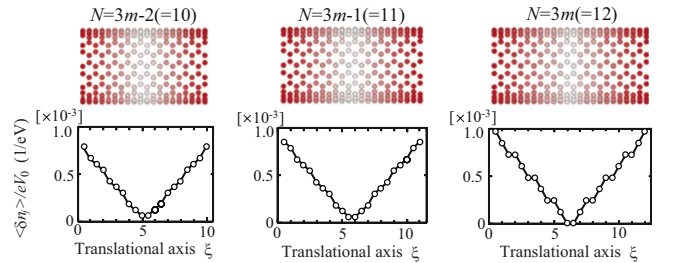 N=3m-2(=10) N=3m-1(=11) N=3m(=12)
[×10⁻³] [×10⁻³] [×10⁻³]
<δnⱼ>/eV₀ (1/eV)
1.0 1.0 1.0
0.5 0.5 0.5
0 0 0
0 5 10 0 5 10 0 5 10
Translational axis ξ Translational axis ξ Translational axis ξ